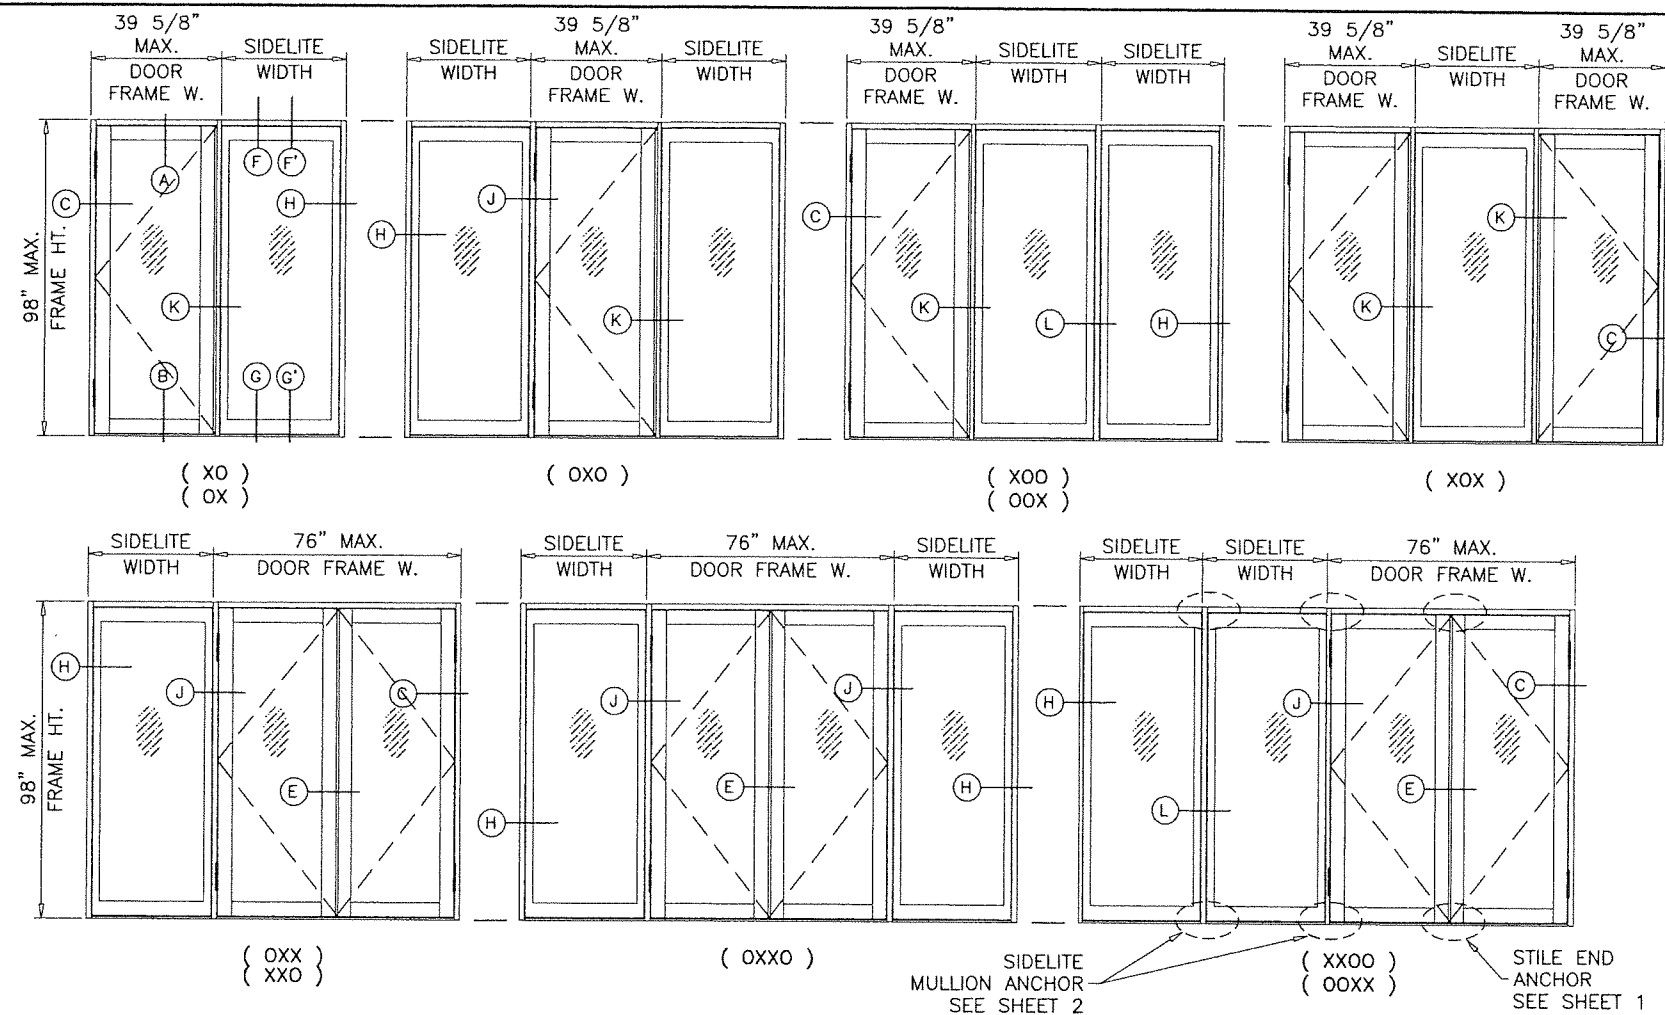 39 5/8"
MAX.
DOOR
FRAME W.
SIDELITE
WIDTH
SIDELITE
WIDTH
39 5/8"
MAX.
DOOR
FRAME W.
SIDELITE
WIDTH
39 5/8"
MAX.
DOOR
FRAME W.
SIDELITE
WIDTH
SIDELITE
WIDTH
39 5/8"
MAX.
DOOR
FRAME W.
SIDELITE
WIDTH
39 5/8"
MAX.
DOOR
FRAME W.
98" MAX.
FRAME HT.
A
F
F'
C
H
K
B
G
G'
H
J
K
C
K
L
H
K
K
C
( XO )
( OX )
( OXO )
( XOO )
( OOX )
( XOX )
SIDELITE
WIDTH
76" MAX.
DOOR FRAME W.
SIDELITE
WIDTH
76" MAX.
DOOR FRAME W.
SIDELITE
WIDTH
SIDELITE
WIDTH
SIDELITE
WIDTH
76" MAX.
DOOR FRAME W.
98" MAX.
FRAME HT.
H
J
C
E
H
J
J
E
H
H
J
C
L
E
( OXX )
( XXO )
( OXXO )
SIDELITE
MULLION ANCHOR
SEE SHEET 2
( XXOO )
( OOXX )
STILE END
ANCHOR
SEE SHEET 1